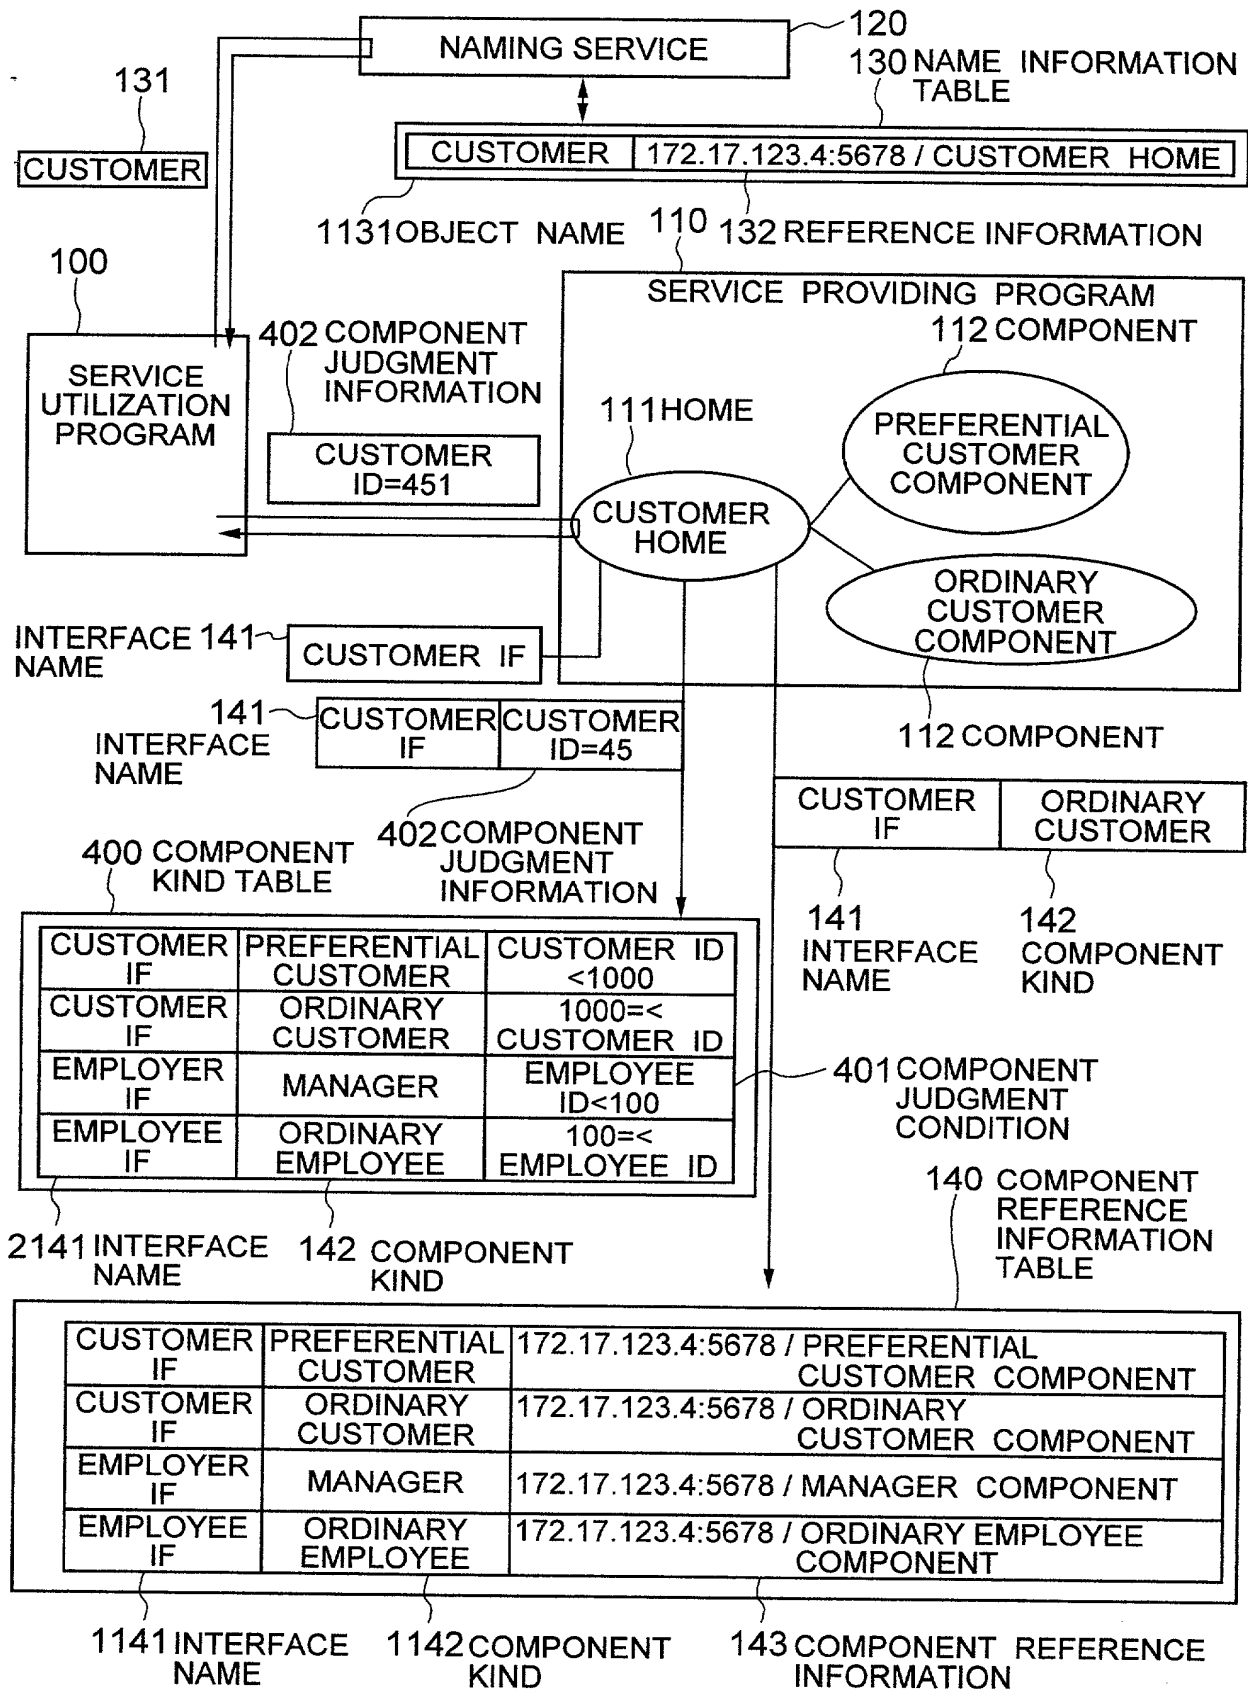 120
NAMING SERVICE
130 NAME INFORMATION
TABLE
131
CUSTOMER
CUSTOMER 172.17.123.4:5678 / CUSTOMER HOME
1131 OBJECT NAME
110
132 REFERENCE INFORMATION
100
SERVICE PROVIDING PROGRAM
402 COMPONENT
JUDGMENT
INFORMATION
112 COMPONENT
SERVICE
UTILIZATION
PROGRAM
111 HOME
PREFERENTIAL
CUSTOMER
COMPONENT
CUSTOMER
ID=451
CUSTOMER
HOME
ORDINARY
CUSTOMER
COMPONENT
INTERFACE 141
NAME
CUSTOMER IF
141
INTERFACE
NAME
CUSTOMER
IF
CUSTOMER
ID=45
112 COMPONENT
CUSTOMER
IF
ORDINARY
CUSTOMER
402 COMPONENT
JUDGMENT
INFORMATION
400 COMPONENT
KIND TABLE
141
INTERFACE
NAME
142
COMPONENT
KIND
CUSTOMER
IF
PREFERENTIAL
CUSTOMER
CUSTOMER ID
<1000
CUSTOMER
IF
ORDINARY
CUSTOMER
1000=<
CUSTOMER ID
EMPLOYER
IF
MANAGER
EMPLOYEE
ID<100
EMPLOYEE
IF
ORDINARY
EMPLOYEE
100=<
EMPLOYEE ID
401 COMPONENT
JUDGMENT
CONDITION
140 COMPONENT
REFERENCE
INFORMATION
TABLE
2141 INTERFACE
NAME
142 COMPONENT
KIND
CUSTOMER
IF
PREFERENTIAL
CUSTOMER
172.17.123.4:5678 / PREFERENTIAL
CUSTOMER COMPONENT
CUSTOMER
IF
ORDINARY
CUSTOMER
172.17.123.4:5678 / ORDINARY
CUSTOMER COMPONENT
EMPLOYER
IF
MANAGER
172.17.123.4:5678 / MANAGER COMPONENT
EMPLOYEE
IF
ORDINARY
EMPLOYEE
172.17.123.4:5678 / ORDINARY EMPLOYEE
COMPONENT
1141 INTERFACE
NAME
1142 COMPONENT
KIND
143 COMPONENT REFERENCE
INFORMATION